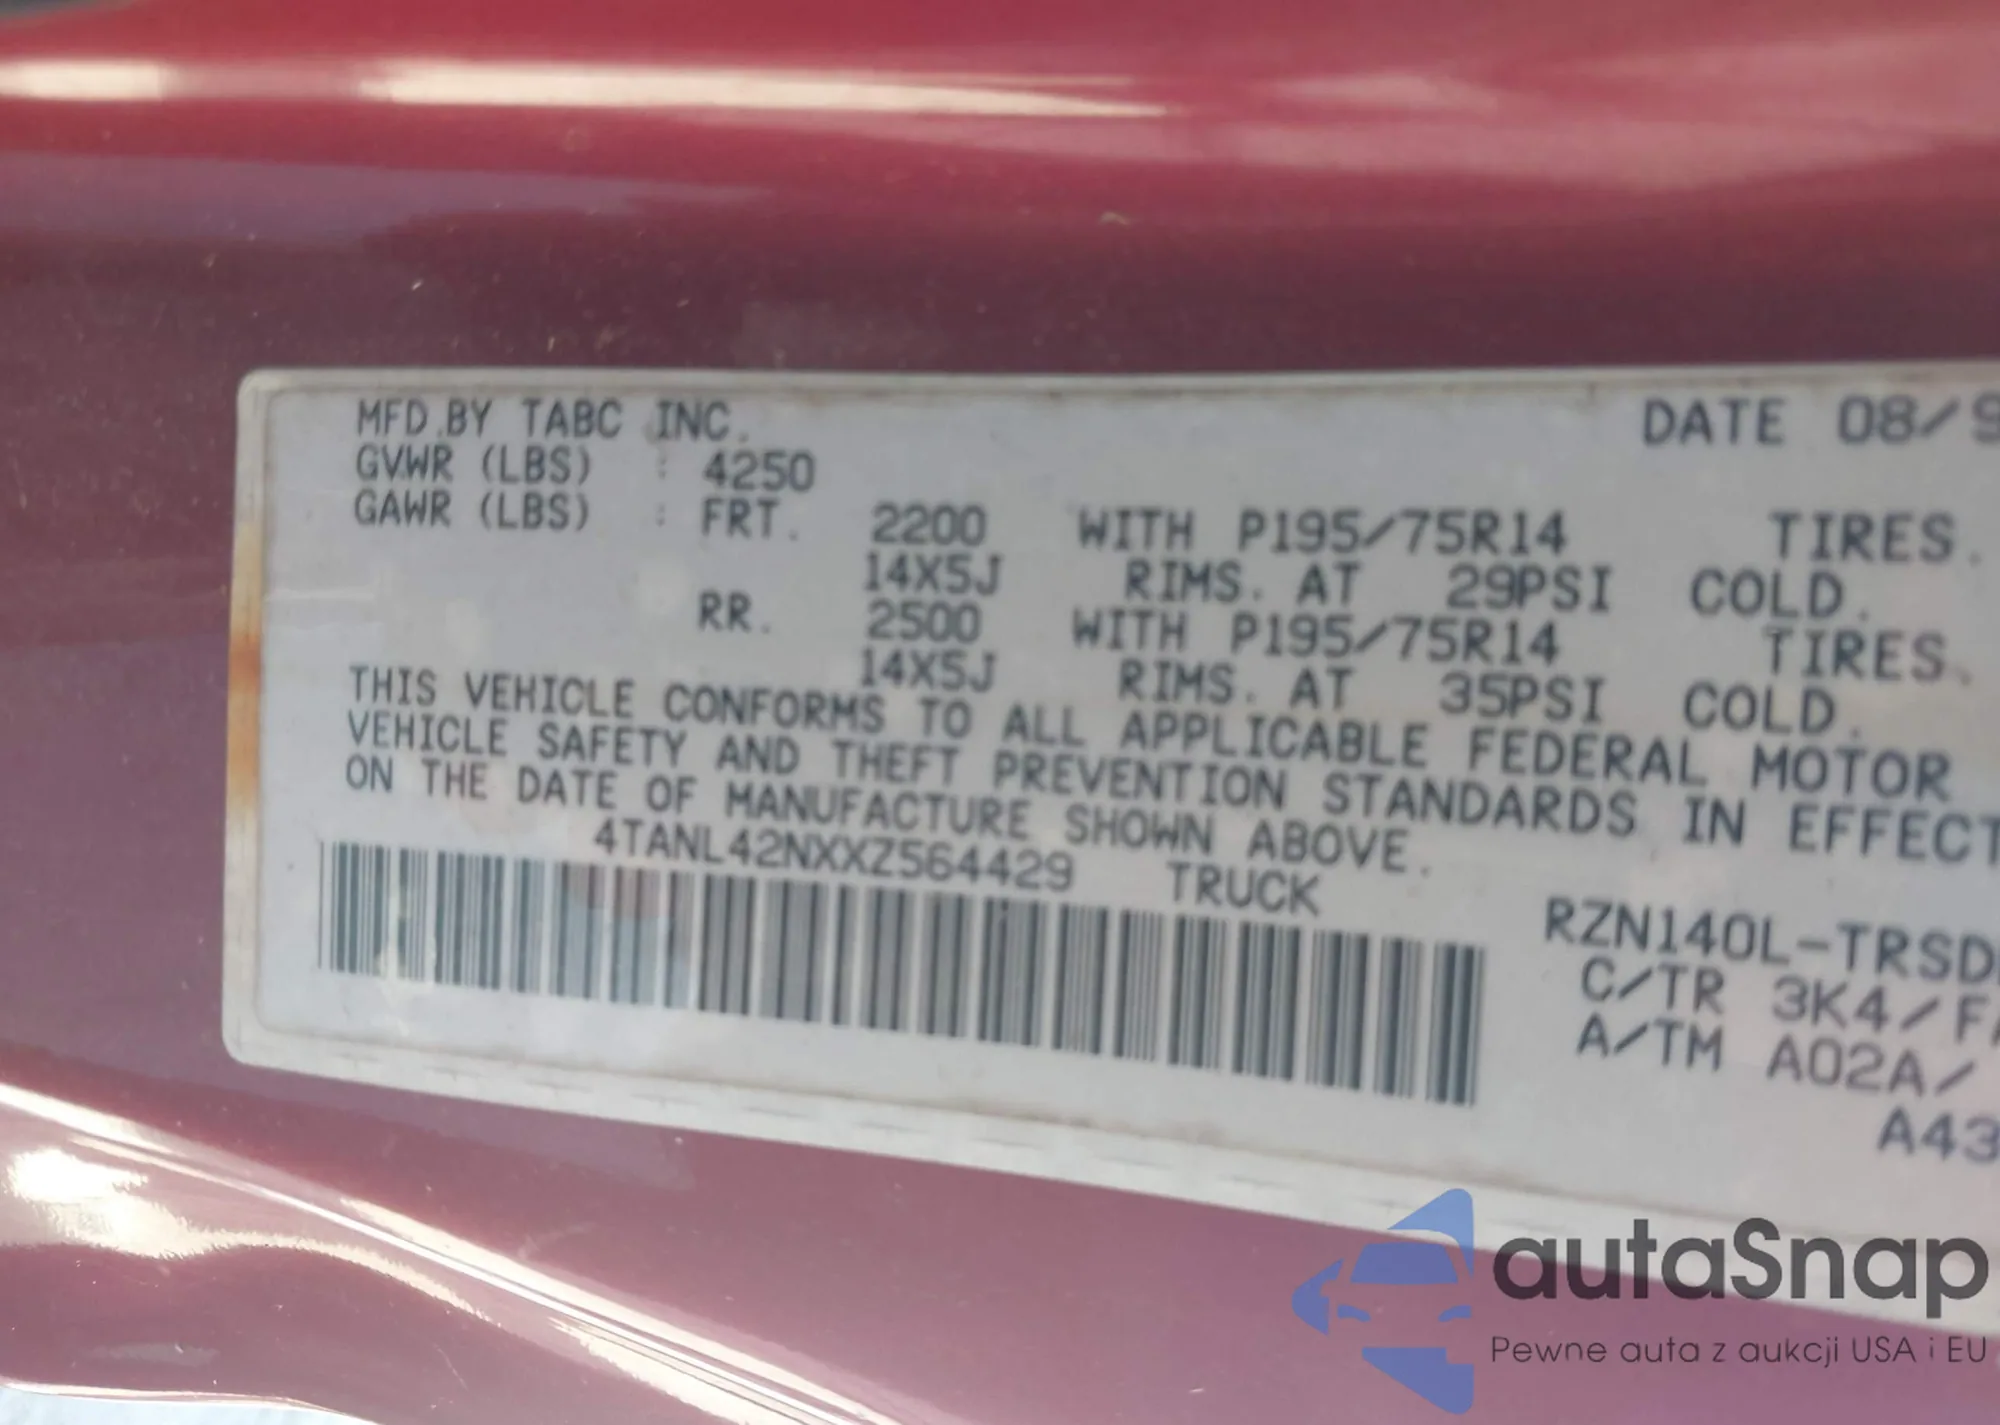 MFD.BY TABC INC. DATE 08/9
GVWR (LBS) : 4250
GAWR (LBS) : FRT. 2200 WITH P195/75R14 TIRES.
14X5J RIMS. AT 29PSI COLD.
RR. 2500 WITH P195/75R14 TIRES.
14X5J RIMS. AT 35PSI COLD.
THIS VEHICLE CONFORMS TO ALL APPLICABLE FEDERAL MOTOR
VEHICLE SAFETY AND THEFT PREVENTION STANDARDS IN EFFECT
ON THE DATE OF MANUFACTURE SHOWN ABOVE.
4TANL42NXXZ564429 TRUCK
RZN140L-TRSD
C/TR 3K4/FA
A/TM A02A/
A43
autaSnap
Pewne auta z aukcji USA i EU